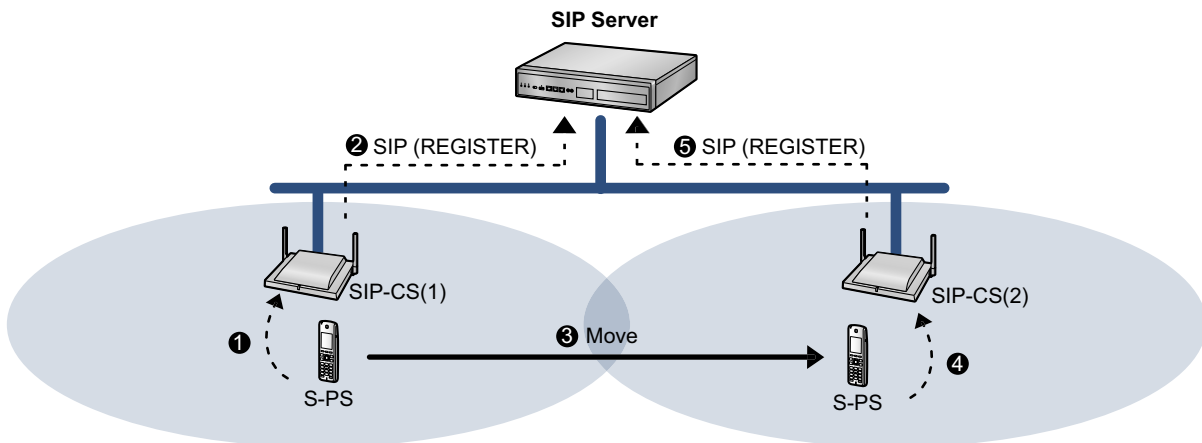 SIP Server
❷ SIP (REGISTER)
❺ SIP (REGISTER)
SIP-CS(1)
SIP-CS(2)
❶
❸ Move
❹
S-PS
S-PS